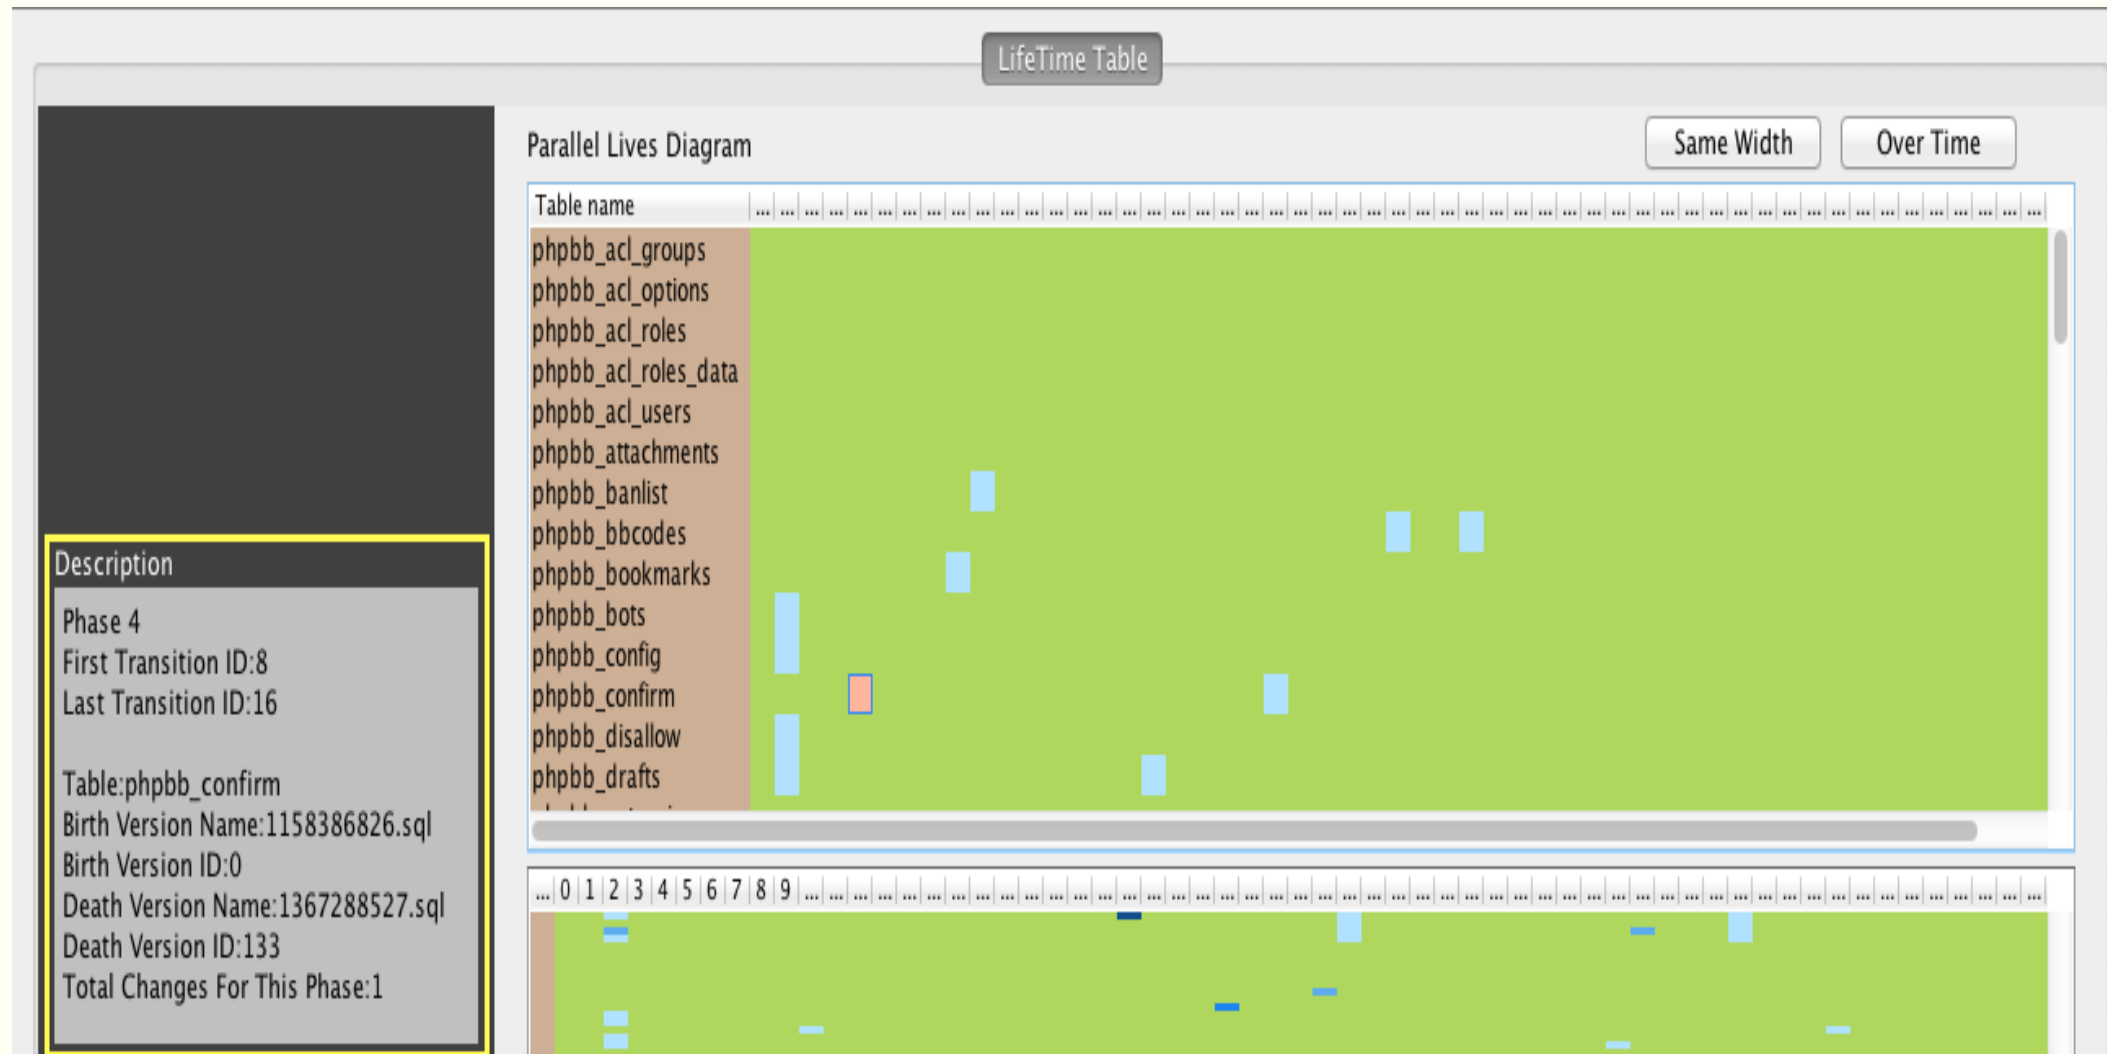 LifeTime Table
Parallel Lives Diagram
Same Width
Over Time
Table name ... ... ... ... ... ... ... ... ... ... ... ... ... ... ... ... ... ... ... ... ... ... ... ... ... ... ... ... ... ... ... ... ... ... ... ... ... ... ... ... ... ... ... ... ... ... ... ... ... ... ... ... ...
phpbb_acl_groups
phpbb_acl_options
phpbb_acl_roles
phpbb_acl_roles_data
phpbb_acl_users
phpbb_attachments
phpbb_banlist
phpbb_bbcodes
phpbb_bookmarks
phpbb_bots
phpbb_config
phpbb_confirm
phpbb_disallow
phpbb_drafts
Description
Phase 4
First Transition ID:8
Last Transition ID:16
Table:phpbb_confirm
Birth Version Name:1158386826.sql
Birth Version ID:0
Death Version Name:1367288527.sql
Death Version ID:133
Total Changes For This Phase:1
... 0 1 2 3 4 5 6 7 8 9 ... ... ... ... ... ... ... ... ... ... ... ... ... ... ... ... ... ... ... ... ... ... ... ... ... ... ... ... ... ... ... ... ... ... ... ... ... ... ... ... ... ... ... ... ... ... ... ... ... ... ...